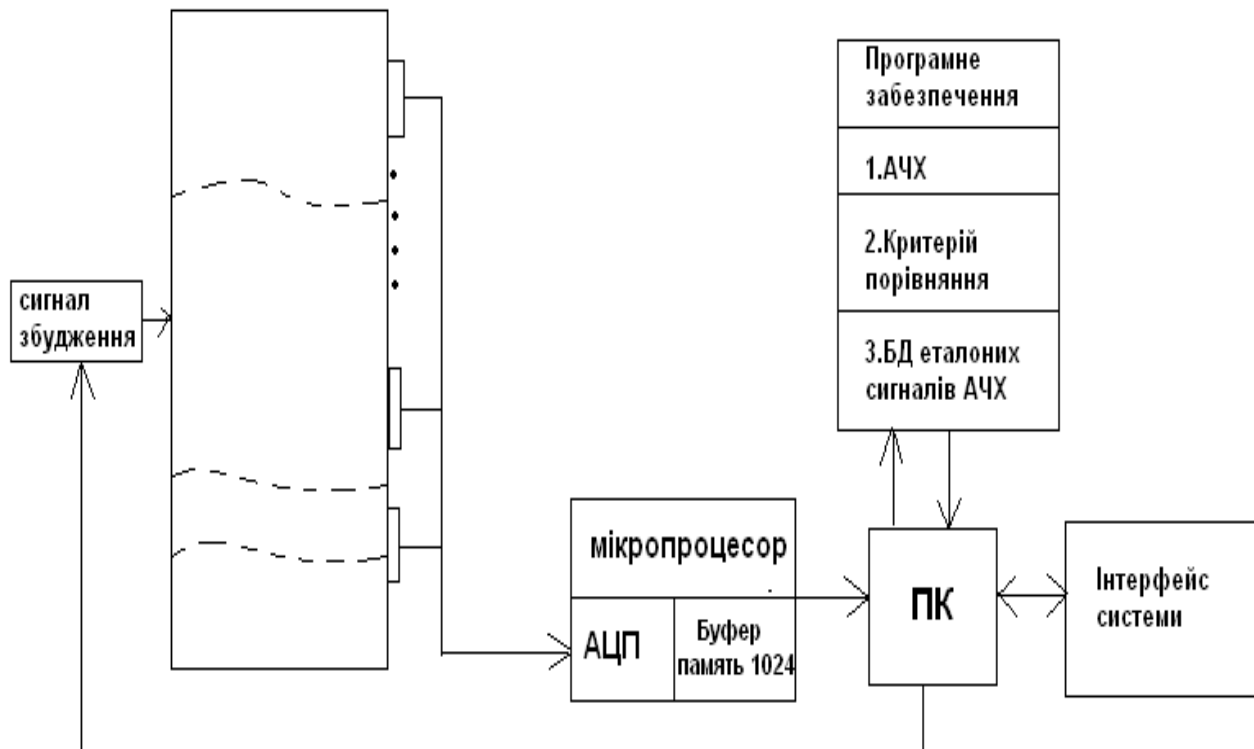 сигнал
збудження
Програмне
забезпечення
1.АЧХ
2.Критерій
порівняння
3.БД еталоних
сигналів АЧХ
мікропроцесор
АЦП
Буфер
память 1024
ПК
Інтерфейс
системи